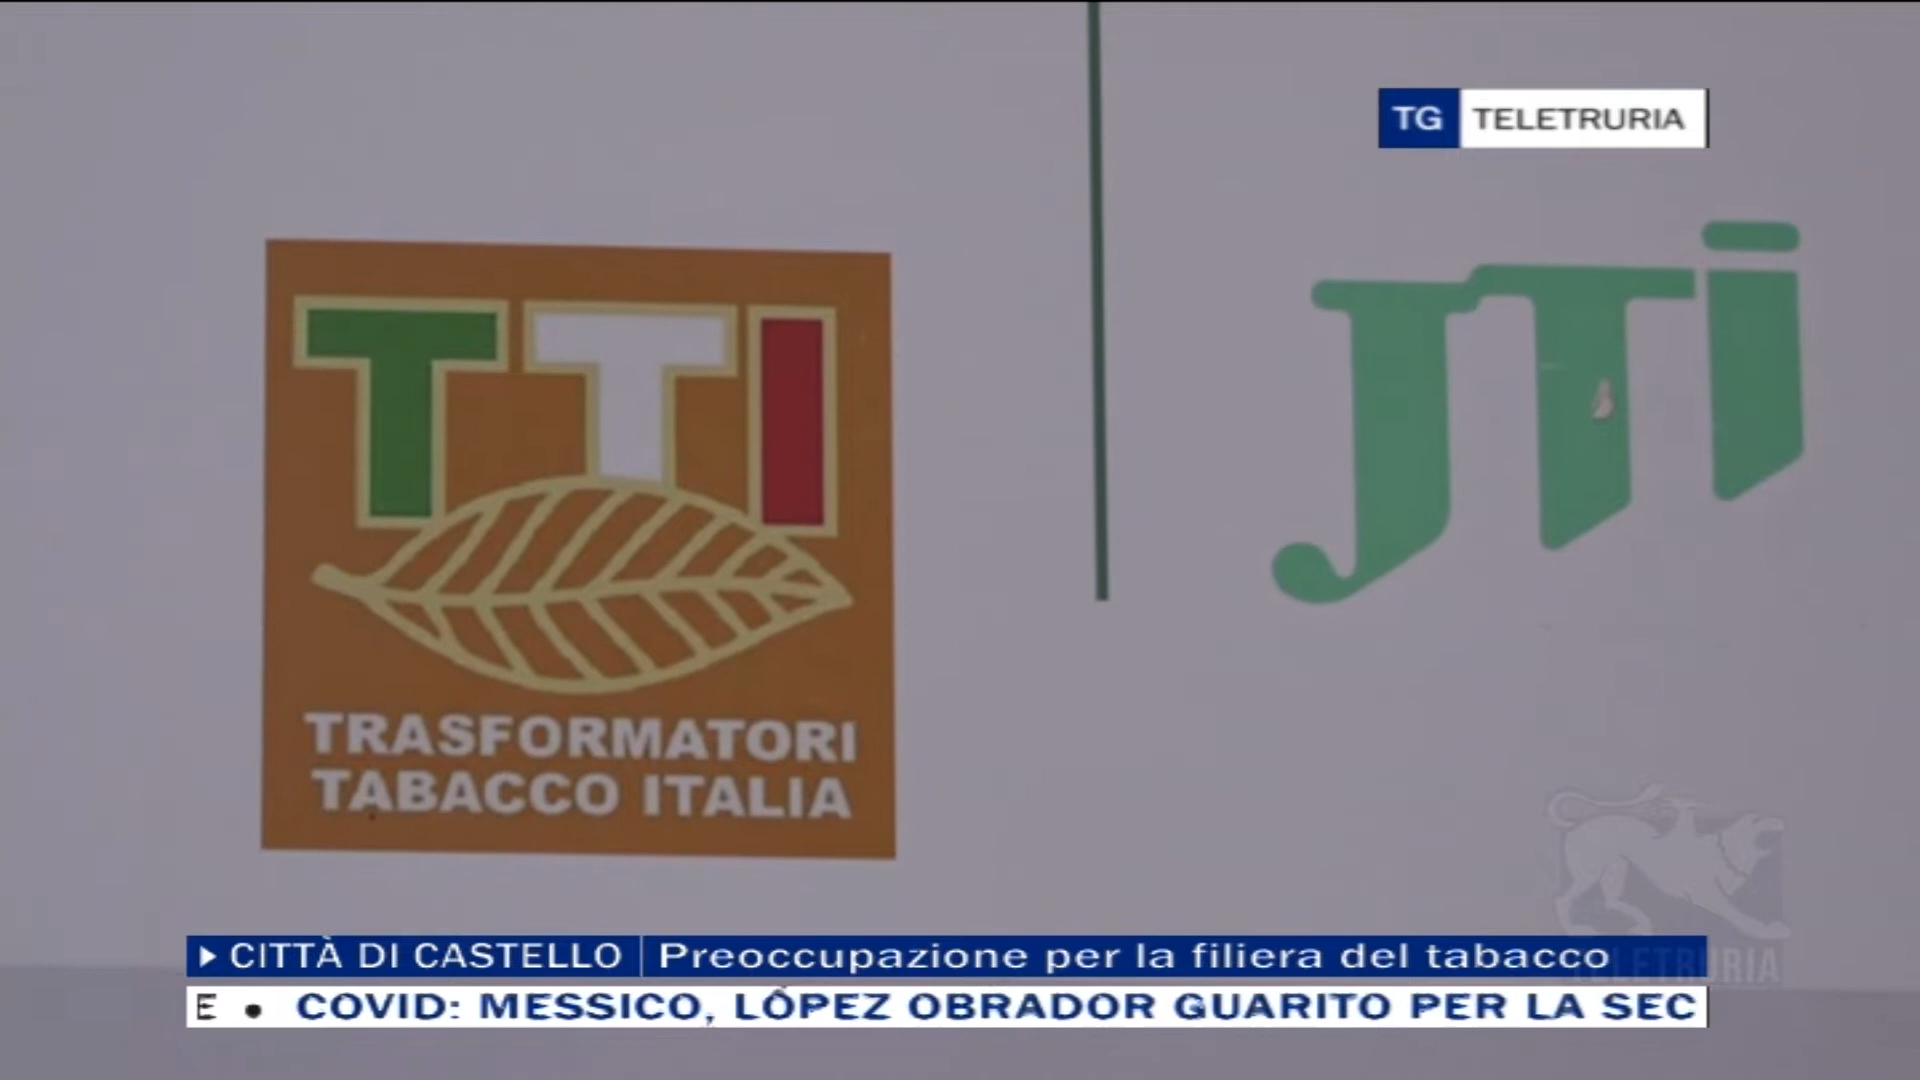 TG TELETRURIA
TTI
JTi
TRASFORMATORI
TABACCO ITALIA
TELETRURIA
CITTÀ DI CASTELLO Preoccupazione per la filiera del tabacco
E • COVID: MESSICO, LÓPEZ OBRADOR GUARITO PER LA SEC